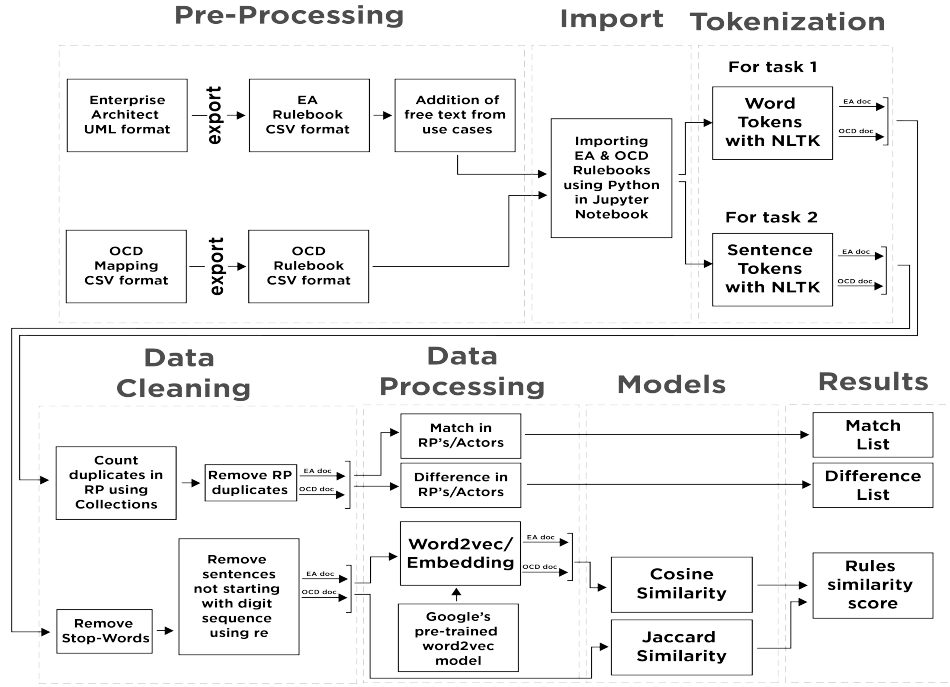 Pre-Processing
Import
Tokenization
Enterprise
Architect
UML format
export
EA
Rulebook
CSV format
Addition of
free text from
use cases
OCD
Mapping
CSV format
export
OCD
Rulebook
CSV format
Importing
EA & OCD
Rulebooks
using Python
in Jupyter
Notebook
For task 1
Word
Tokens
with NLTK
EA doc
OCD doc
For task 2
Sentence
Tokens
with NLTK
EA doc
OCD doc
Data
Cleaning
Data
Processing
Models
Results
Count
duplicates in
RP using
Collections
Remove RP
duplicates
EA doc
OCD doc
Match in
RP's/Actors
Difference in
RP's/Actors
Match
List
Difference
List
Remove
Stop-Words
Remove
sentences
not starting
with digit
sequence
using re
EA doc
OCD doc
Word2vec/
Embedding
EA doc
OCD doc
Google's
pre-trained
word2vec
model
Cosine
Similarity
Jaccard
Similarity
Rules
similarity
score